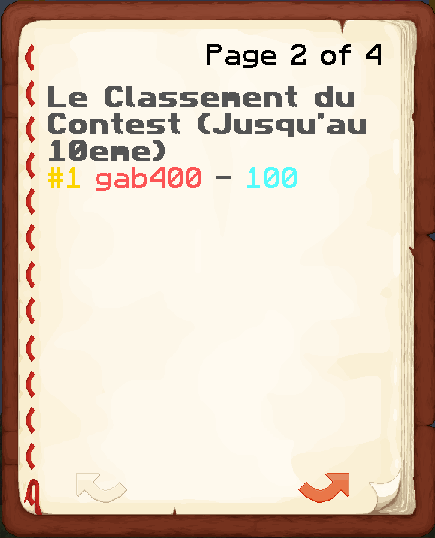 Page 2 of 4
Le Classement du
Contest (Jusqu'au
10eme)
#1 gab400 - 100